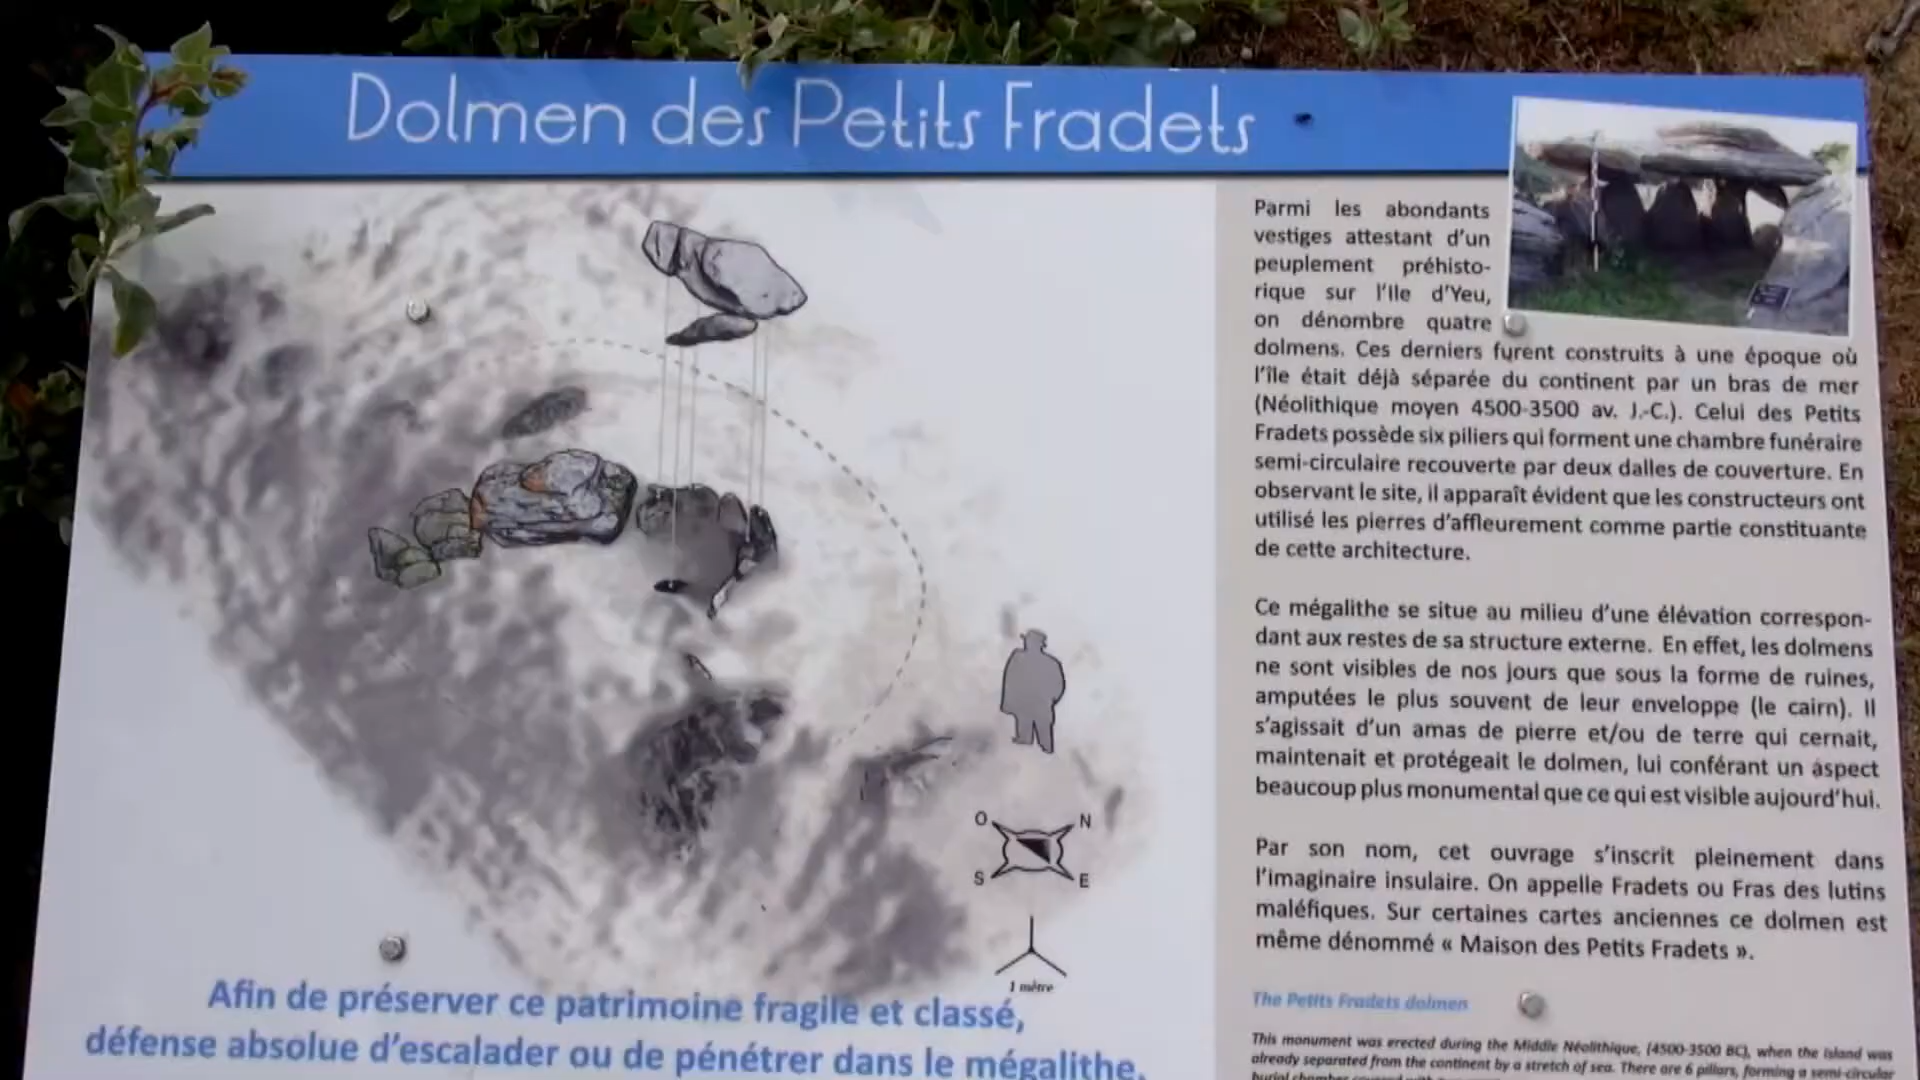 Dolmen des Petits Fradets
Parmi les abondants
vestiges attestant d'un
peuplement préhisto-
rique sur l'Ile d'Yeu,
on dénombre quatre
dolmens. Ces derniers furent construits à une époque où
l'île était déjà séparée du continent par un bras de mer
(Néolithique moyen 4500-3500 av. J.-C.). Celui des Petits
Fradets possède six piliers qui forment une chambre funéraire
semi-circulaire recouverte par deux dalles de couverture. En
observant le site, il apparaît évident que les constructeurs ont
utilisé les pierres d'affleurement comme partie constituante
de cette architecture.
Ce mégalithe se situe au milieu d'une élévation correspon-
dant aux restes de sa structure externe. En effet, les dolmens
ne sont visibles de nos jours que sous la forme de ruines,
amputées le plus souvent de leur enveloppe (le cairn). Il
s'agissait d'un amas de pierre et/ou de terre qui cernait,
maintenait et protégeait le dolmen, lui conférant un aspect
beaucoup plus monumental que ce qui est visible aujourd'hui.
Par son nom, cet ouvrage s'inscrit pleinement dans
l'imaginaire insulaire. On appelle Fradets ou Fras des lutins
maléfiques. Sur certaines cartes anciennes ce dolmen est
même dénommé « Maison des Petits Fradets ».
The Petits Fradets dolmen
This monument was erected during the Middle Néolithique, (4500-3500 BC), when the island was
already separated from the continent by a stretch of sea. There are 6 pillars, forming a semi-circular
burial chamber covered
O N
S E
1 mètre
Afin de préserver ce patrimoine fragile et classé,
défense absolue d'escalader ou de pénétrer dans le mégalithe.